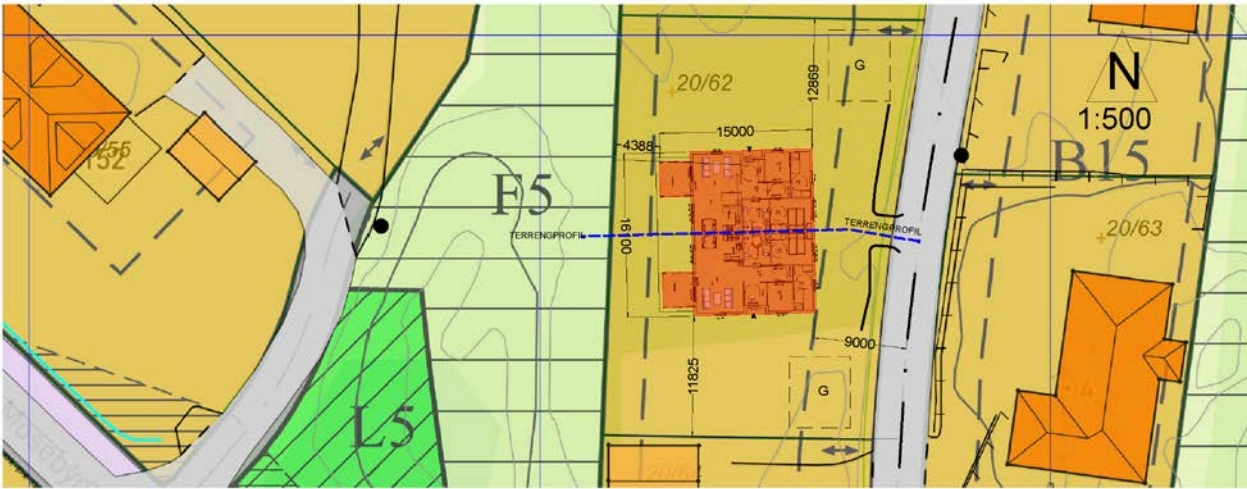 20/62
G
12869
N
1:500
15000
4388
B15
152
F5
16100
TERRENGPROFIL
TERRENGPROFIL
20/63
9000
11825
G
L5